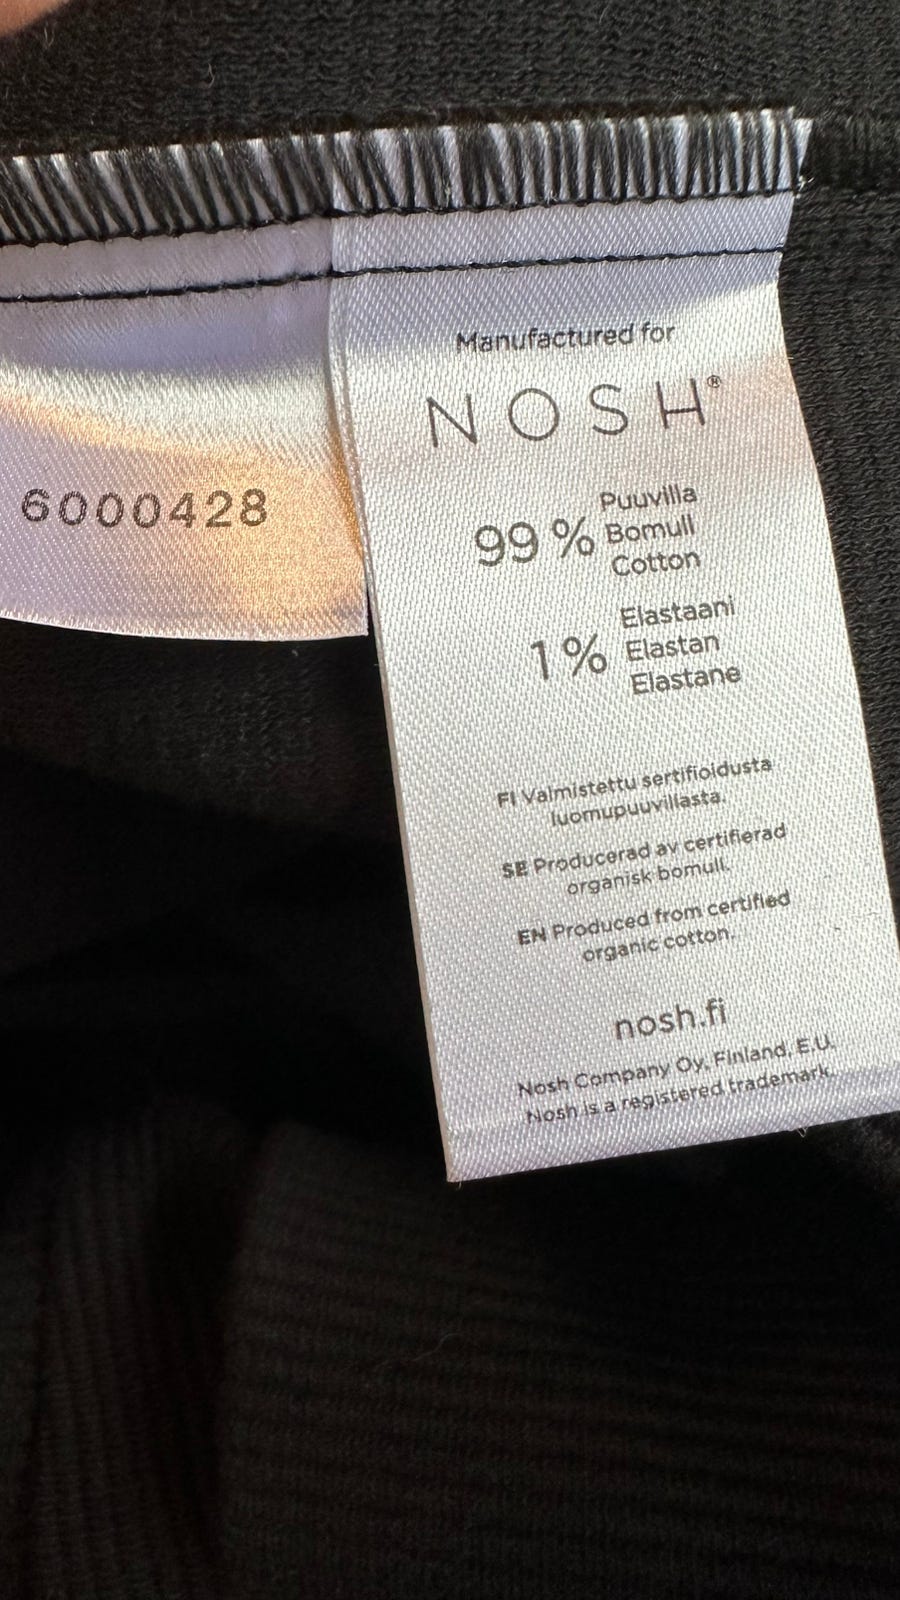 6000428
Manufactured for
NOSH®
99 %
Puuvilla
Bomull
Cotton
1 %
Elastaani
Elastan
Elastane
FI Valmistettu sertifioidusta
luomupuuvillasta.
SE Producerad av certifierad
organisk bomull.
EN Produced from certified
organic cotton.
nosh.fi
Nosh Company Oy, Finland, E.U.
Nosh is a registered trademark.